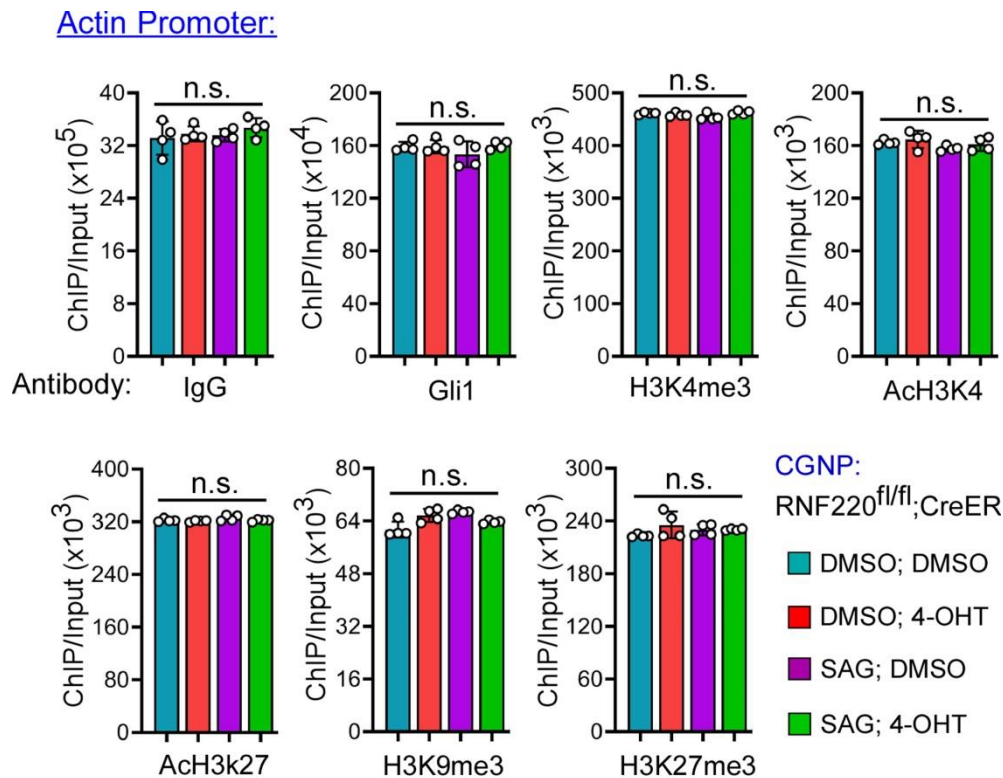 Actin Promoter:
ChIP/Input (x10^5)
40
32
24
16
8
0
n.s.
IgG
ChIP/Input (x10^4)
200
160
120
80
40
0
n.s.
Gli1
ChIP/Input (x10^3)
500
400
300
200
100
0
n.s.
H3K4me3
ChIP/Input (x10^3)
200
160
120
80
40
0
n.s.
AcH3K4
Antibody:
ChIP/Input (x10^3)
400
320
240
160
80
0
n.s.
AcH3k27
ChIP/Input (x10^3)
80
64
48
32
16
0
n.s.
H3K9me3
ChIP/Input (x10^3)
300
240
180
120
60
0
n.s.
H3K27me3
CGNP:
RNF220^fl/fl;CreER
DMSO; DMSO
DMSO; 4-OHT
SAG; DMSO
SAG; 4-OHT